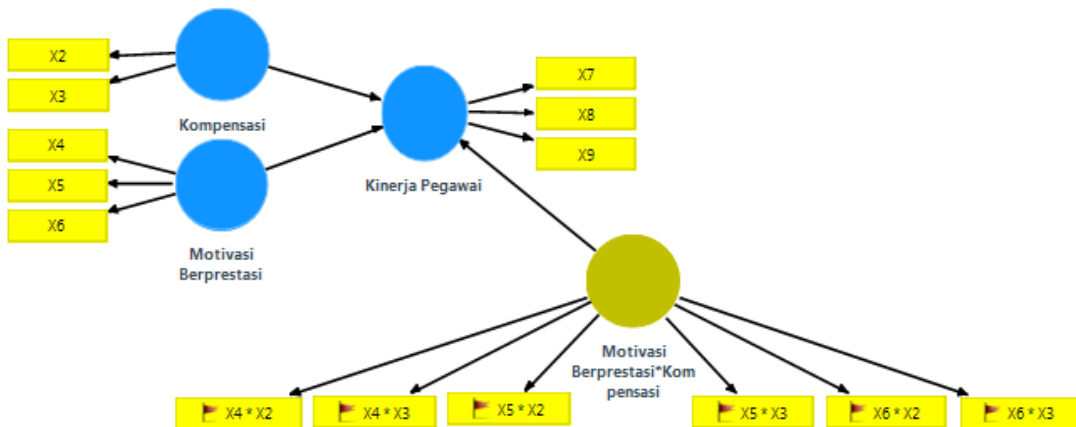 X2
X3
Kompensasi
X4
X5
X6
Motivasi
Berprestasi
Kinerja Pegawai
X7
X8
X9
Motivasi
Berprestasi*Kom
pensasi
X4 * X2
X4 * X3
X5 * X2
X5 * X3
X6 * X2
X6 * X3